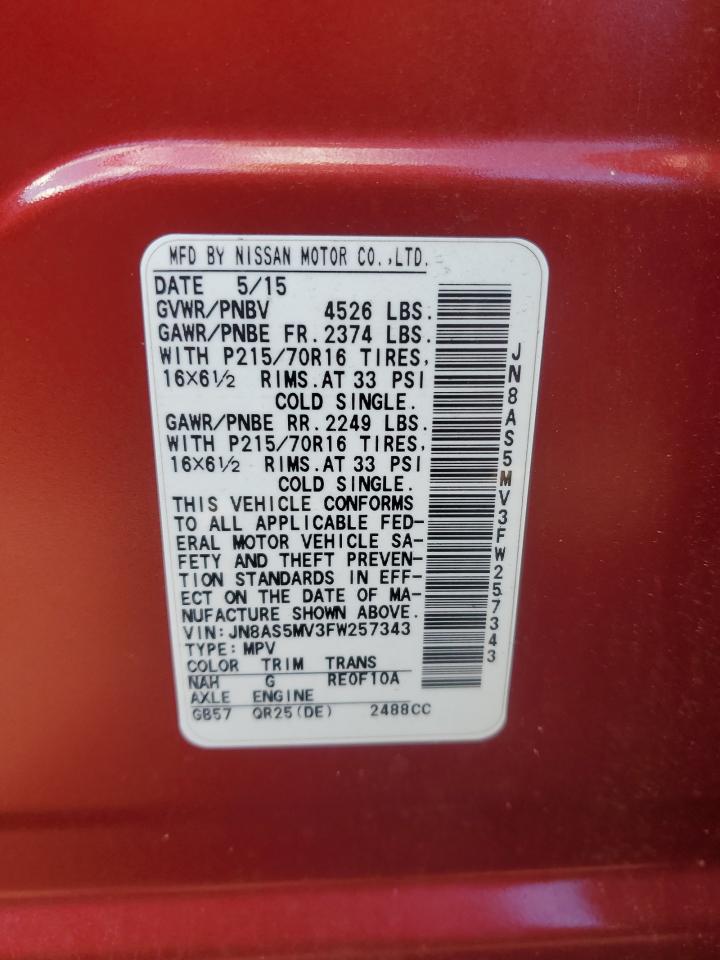 MFD BY NISSAN MOTOR CO.,LTD.
DATE 5/15
GVWR/PNBV 4526 LBS.
GAWR/PNBE FR. 2374 LBS.
WITH P215/70R16 TIRES,
16X6½ RIMS.AT 33 PSI
COLD SINGLE.
GAWR/PNBE RR. 2249 LBS.
WITH P215/70R16 TIRES,
16X6½ RIMS.AT 33 PSI
COLD SINGLE.
THIS VEHICLE CONFORMS
TO ALL APPLICABLE FED-
ERAL MOTOR VEHICLE SA-
FETY AND THEFT PREVEN-
TION STANDARDS IN EFF-
ECT ON THE DATE OF MA-
NUFACTURE SHOWN ABOVE.
VIN:JN8AS5MV3FW257343
TYPE:MPV
COLOR TRIM TRANS
NAH G RE0F10A
AXLE ENGINE
GB57 QR25(DE) 2488CC
JN8AS5MV3FW257343